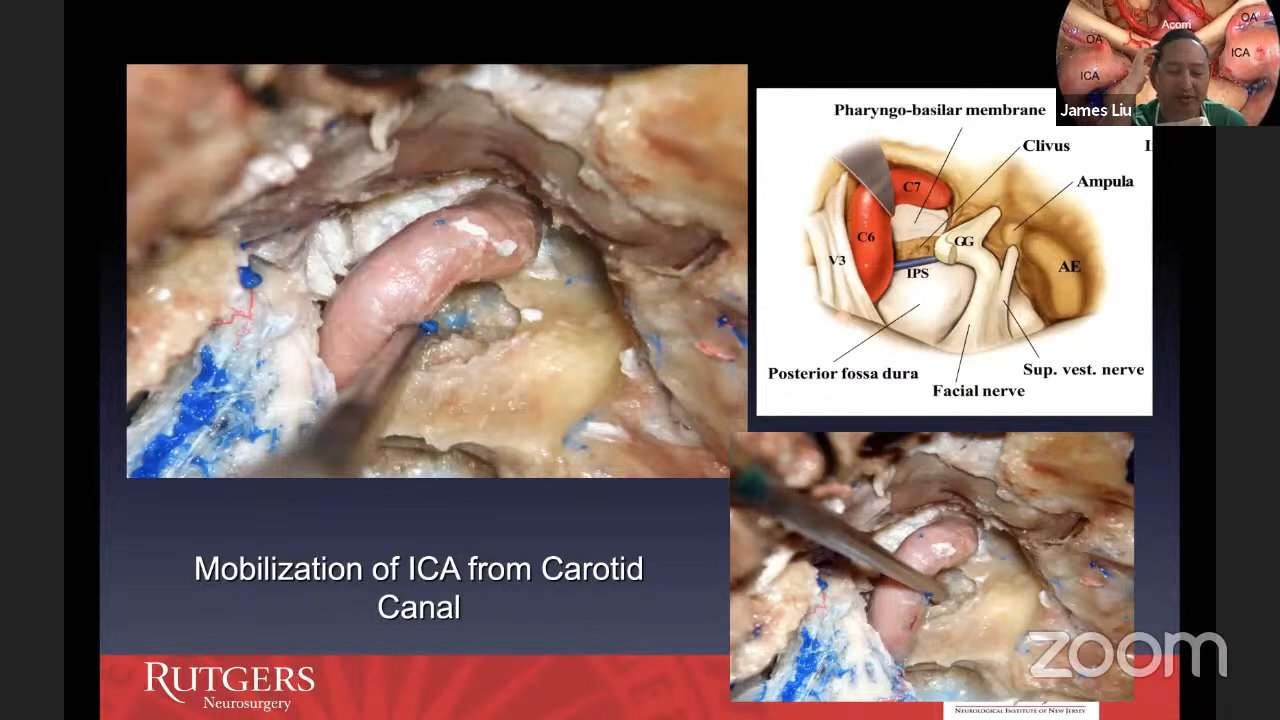 OA
Acom
OA
ICA
ICA
James Liu
Pharyngo-basilar membrane
Clivus
Ampula
C7
C6
GG
V3
IPS
AE
Posterior fossa dura
Sup. vest. nerve
Facial nerve
Mobilization of ICA from Carotid
Canal
RUTGERS
Neurosurgery
zoom
NEUROLOGICAL INSTITUTE OF NEW JERSEY